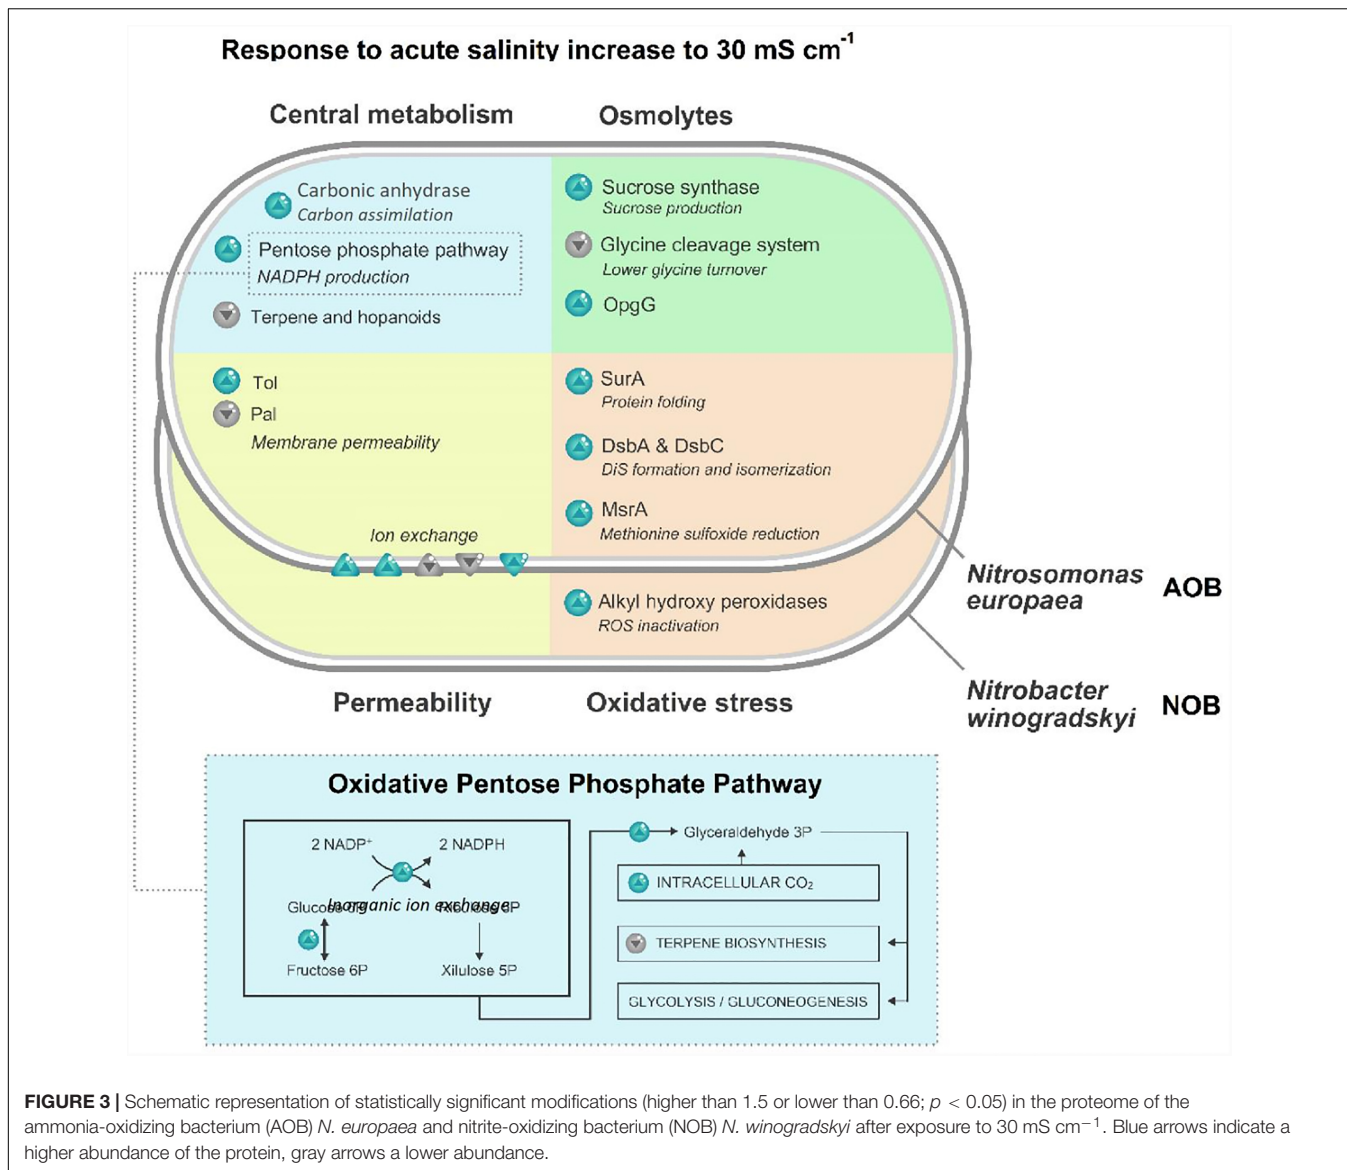 Response to acute salinity increase to 30 mS cm⁻¹
Central metabolism
Osmolytes
Carbonic anhydrase
Carbon assimilation
Pentose phosphate pathway
NADPH production
Terpene and hopanoids
Sucrose synthase
Sucrose production
Glycine cleavage system
Lower glycine turnover
OpgG
Tol
Pal
Membrane permeability
Ion exchange
SurA
Protein folding
DsbA & DsbC
DiS formation and isomerization
MsrA
Methionine sulfoxide reduction
Alkyl hydroxy peroxidases
ROS inactivation
Nitrosomonas
europaea
AOB
Nitrobacter
winogradskyi
NOB
Permeability
Oxidative stress
Oxidative Pentose Phosphate Pathway
2 NADP⁺
2 NADPH
Glucose
Inorganic ion exchange
Fructose 6P
Xilulose 5P
Glyceraldehyde 3P
INTRACELLULAR CO₂
TERPENE BIOSYNTHESIS
GLYCOLYSIS / GLUCONEOGENESIS
FIGURE 3 | Schematic representation of statistically significant modifications (higher than 1.5 or lower than 0.66; p < 0.05) in the proteome of the
ammonia-oxidizing bacterium (AOB) N. europaea and nitrite-oxidizing bacterium (NOB) N. winogradskyi after exposure to 30 mS cm⁻¹. Blue arrows indicate a
higher abundance of the protein, gray arrows a lower abundance.